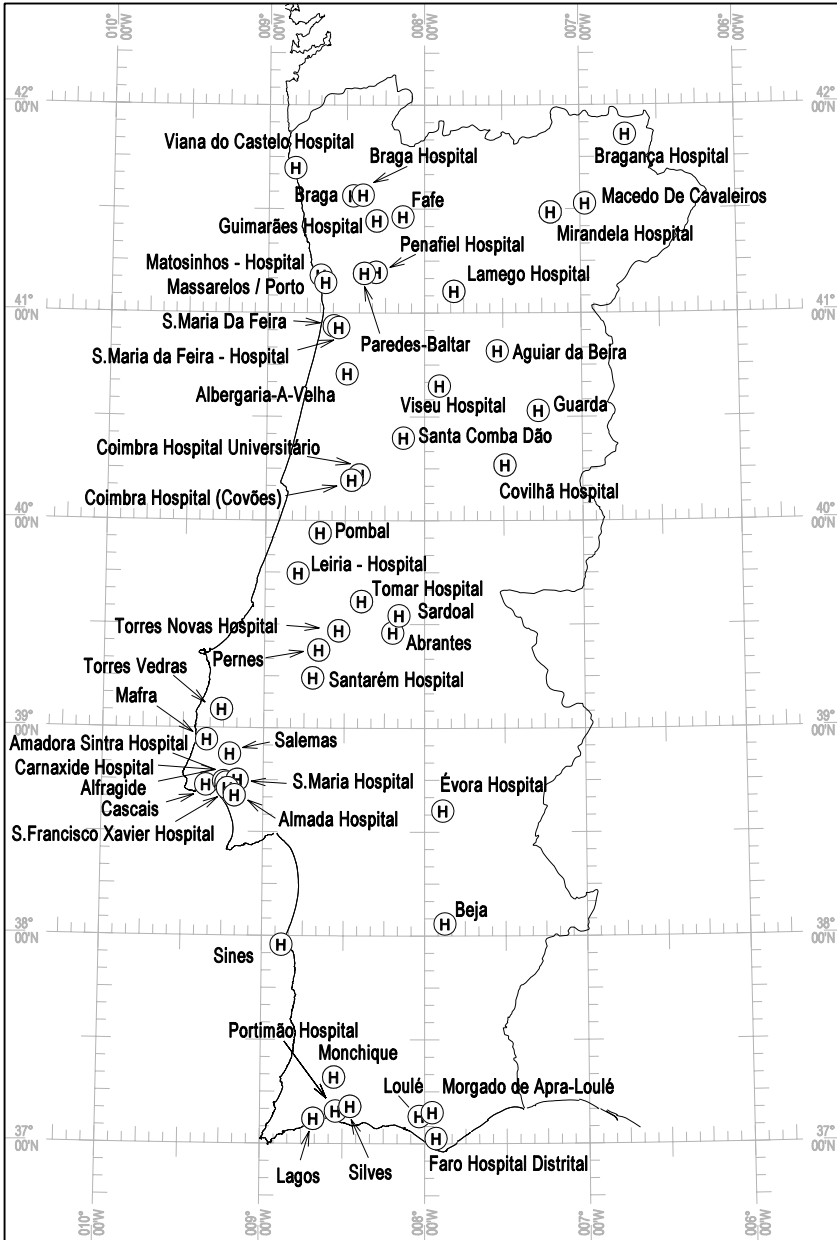 010°
00'W
009°
00'W
008°
00'W
007°
00'W
006°
00'W
42°
00'N
42°
00'N
Viana do Castelo Hospital
H
Braga Hospital
H
Bragança Hospital
Braga
H
H
Fafe
H
Macedo De Cavaleiros
H
Guimarães Hospital
H
Mirandela Hospital
H
Penafiel Hospital
H
Matosinhos - Hospital
H
Massarelos / Porto
H
Lamego Hospital
H
41°
00'N
41°
00'N
S.Maria Da Feira
S.Maria da Feira - Hospital
H
Paredes-Baltar
H
Aguiar da Beira
H
Albergaria-A-Velha
H
Viseu Hospital
H
Guarda
H
Santa Comba Dão
H
Coimbra Hospital Universitário
H
Coimbra Hospital (Covões)
H
Covilhã Hospital
H
40°
00'N
40°
00'N
Pombal
H
Leiria - Hospital
H
Tomar Hospital
H
Sardoal
H
Torres Novas Hospital
H
Abrantes
H
Pernes
H
Santarém Hospital
H
Torres Vedras
H
Mafra
H
39°
00'N
39°
00'N
Amadora Sintra Hospital
Salemas
H
Carnaxide Hospital
S.Maria Hospital
H
Alfragide
Évora Hospital
H
Cascais
H
Almada Hospital
H
S.Francisco Xavier Hospital
H
Beja
H
38°
00'N
38°
00'N
Sines
H
Portimão Hospital
H
Monchique
H
Loulé
H
Morgado de Apra-Loulé
H
37°
00'N
37°
00'N
Lagos
H
Silves
H
Faro Hospital Distrital
H
010°
00'W
009°
00'W
008°
00'W
007°
00'W
006°
00'W